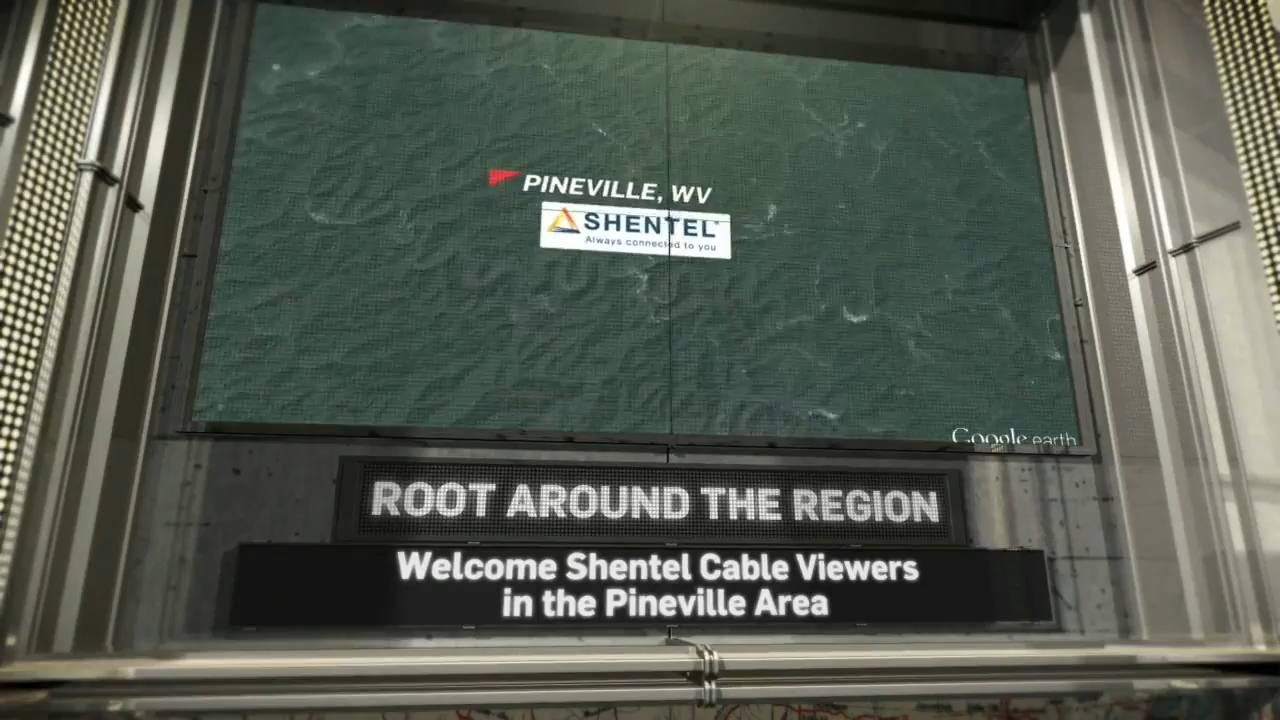 PINEVILLE, WV
SHENTEL
Always connected to you
Google earth
ROOT AROUND THE REGION
Welcome Shentel Cable Viewers
in the Pineville Area